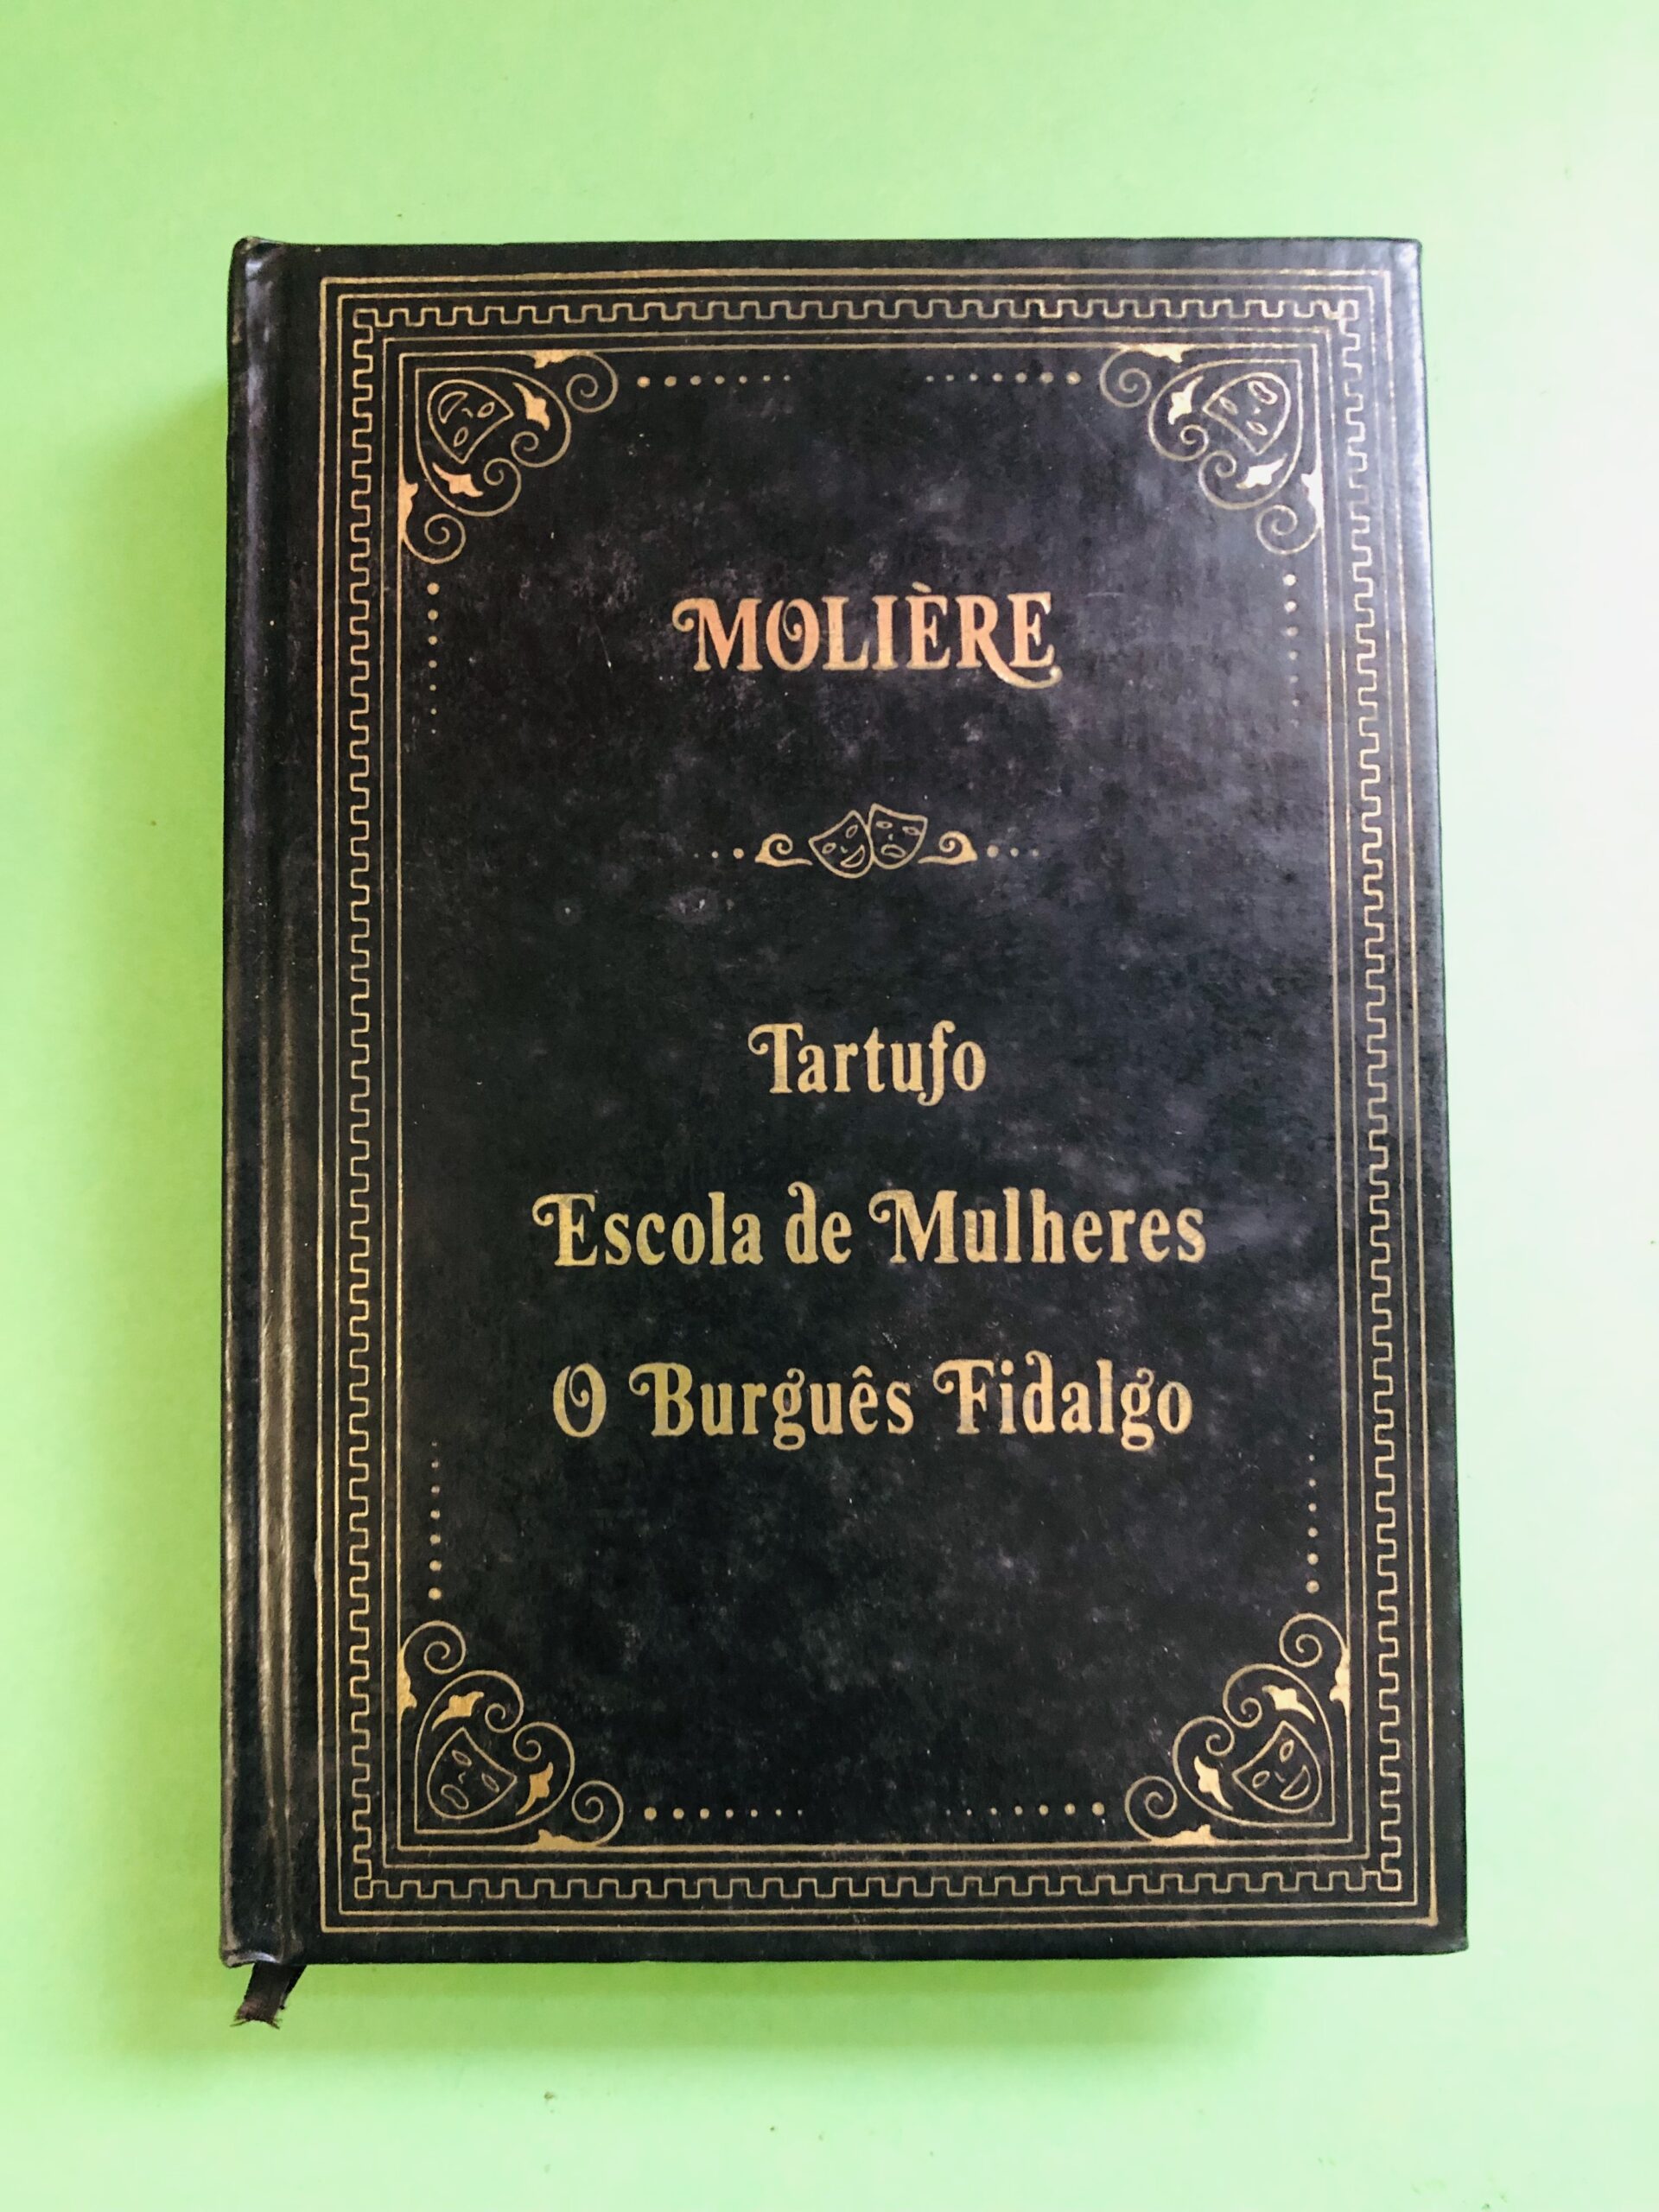 MOLIÈRE
Tartufo
Escola de Mulheres
O Burguês Fidalgo